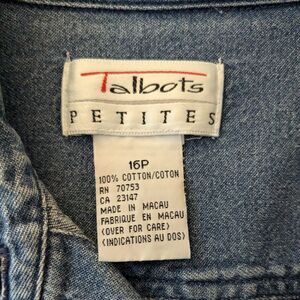 Talbots
PETITES
16P
100% COTTON/COTON
RN 70753
CA 23147
MADE IN MACAU
FABRIQUE EN MACAU
(OVER FOR CARE)
(INDICATIONS AU DOS)